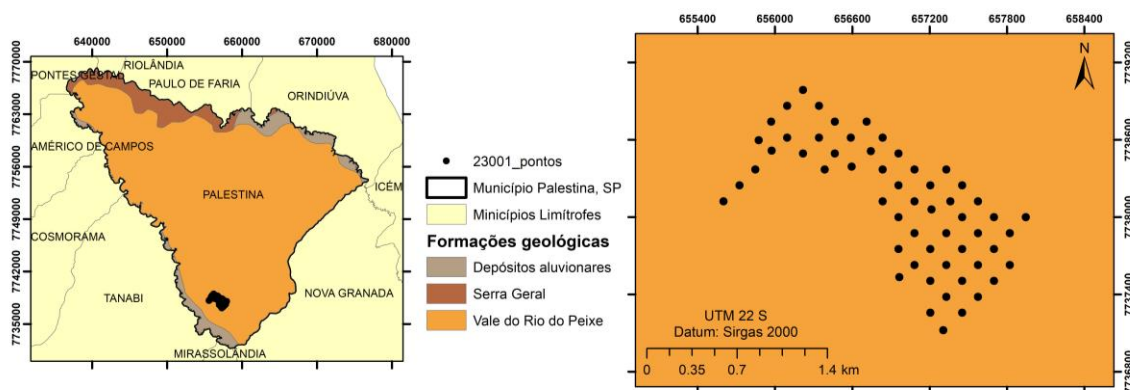 640000 650000 660000 670000 680000
7770000
7763000
7756000
7749000
7742000
7735000
RIOLÂNDIA
PONTES GESTAL
PAULO DE FARIA
ORINDIÚVA
AMÉRICO DE CAMPOS
PALESTINA
ICÉM
COSMORAMA
TANABI
NOVA GRANADA
MIRASSOLÂNDIA
23001_pontos
Município Palestina, SP
Minicípios Limítrofes
Formações geológicas
Depósitos aluvionares
Serra Geral
Vale do Rio do Peixe
655400 656000 656600 657200 657800 658400
N
7739200
7738600
7738000
7737400
7736800
UTM 22 S
Datum: Sirgas 2000
0 0.35 0.7 1.4 km